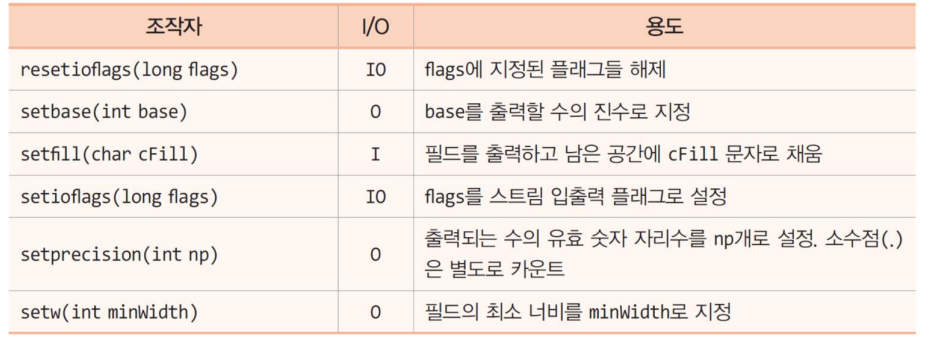 조작자 I/O 용도
resetioflags(long flags) IO flags에 지정된 플래그들 해제
setbase(int base) O base를 출력할 수의 진수로 지정
setfill(char cFill) I 필드를 출력하고 남은 공간에 cFill 문자로 채움
setioflags(long flags) IO flags를 스트림 입출력 플래그로 설정
setprecision(int np) O 출력되는 수의 유효 숫자 자리수를 np개로 설정. 소수점(.)
은 별도로 카운트
setw(int minWidth) O 필드의 최소 너비를 minWidth로 지정